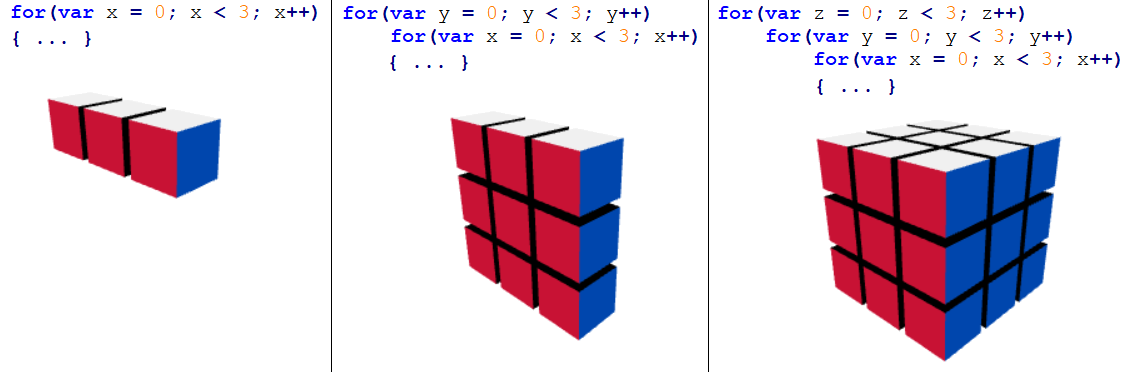 for(var x = 0; x < 3; x++)
{ ... }
for(var y = 0; y < 3; y++)
for(var x = 0; x < 3; x++)
{ ... }
for(var z = 0; z < 3; z++)
for(var y = 0; y < 3; y++)
for(var x = 0; x < 3; x++)
{ ... }